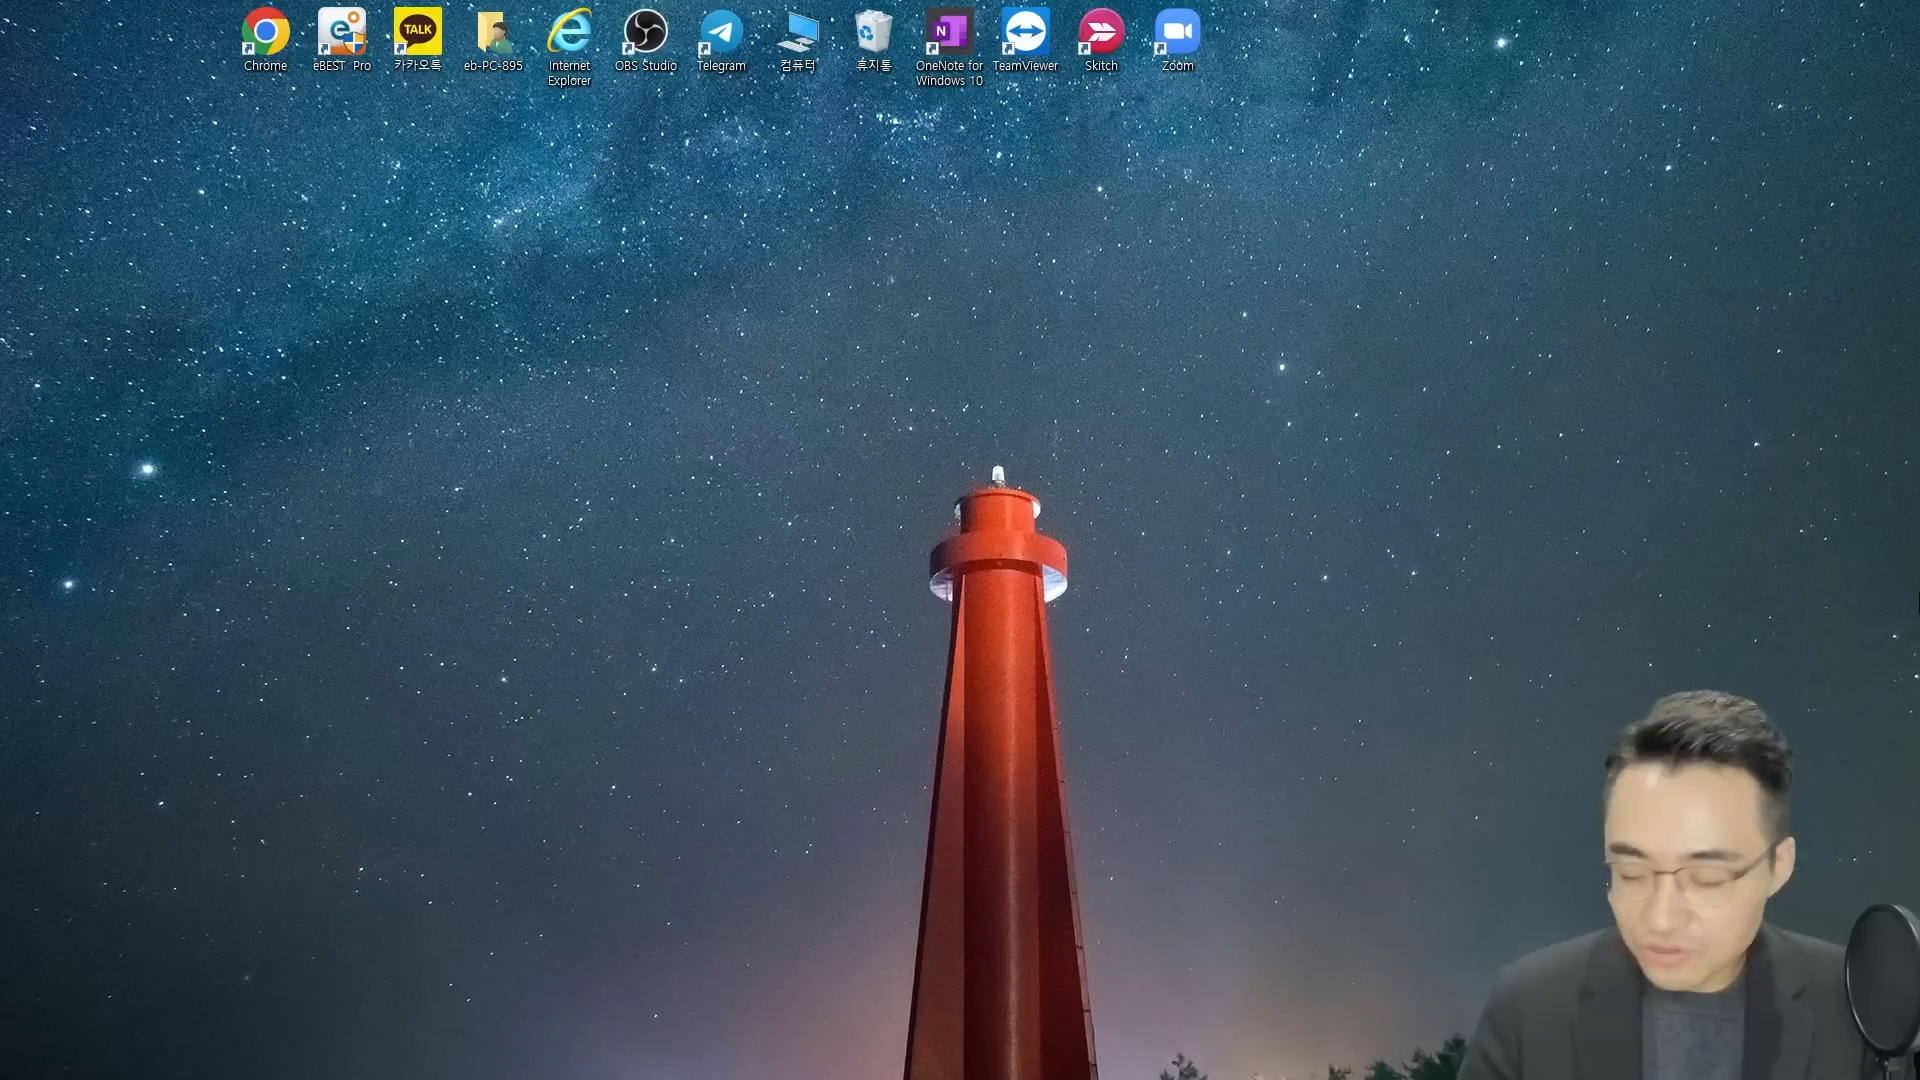 TALK
N
Chrome
eBEST Pro
카카오톡
eb-PC-895
Internet
Explorer
OBS Studio
Telegram
컴퓨터
휴지통
OneNote for
Windows 10
TeamViewer
Skitch
Zoom